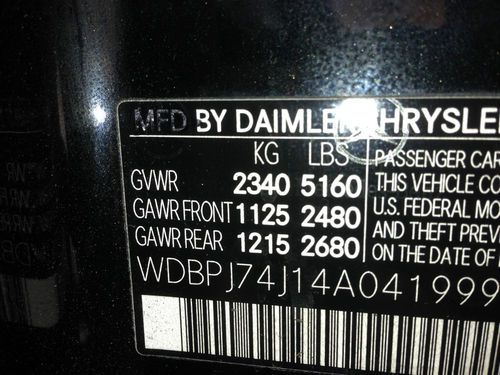 MFD BY DAIMLERCHRYSLER
KG LBS
GVWR 2340 5160
GAWR FRONT 1125 2480
GAWR REAR 1215 2680
PASSENGER CAR
THIS VEHICLE CO
U.S. FEDERAL MO
AND THEFT PREV
ON THE DATE OF
WDBPJ74J14A041999